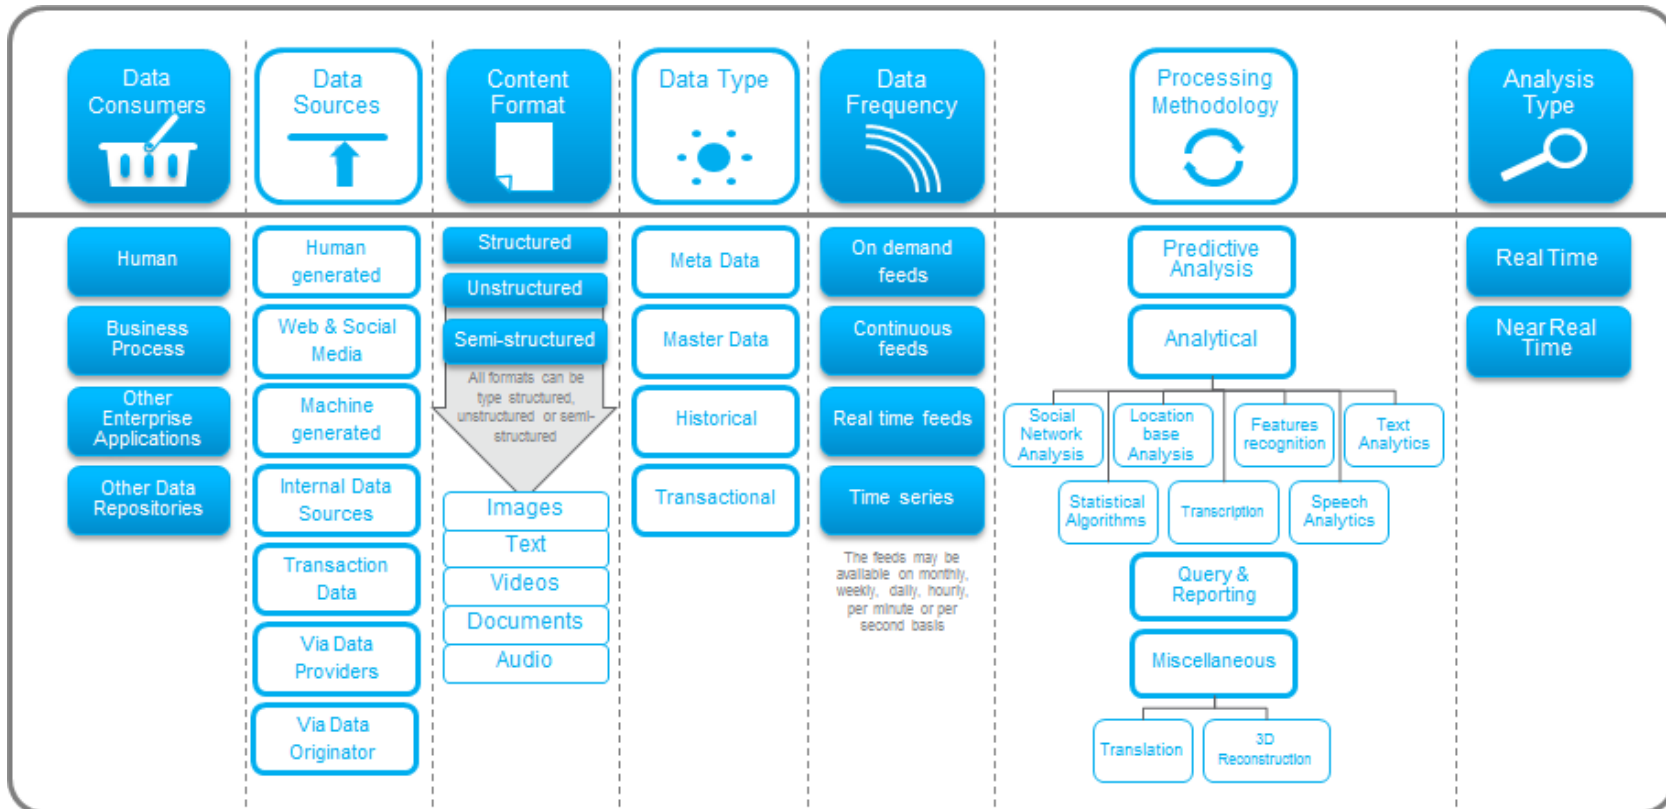 Data
Consumers
Data
Sources
Content
Format
Data Type
Data
Frequency
Processing
Methodology
Analysis
Type
Human
Business
Process
Other
Enterprise
Applications
Other Data
Repositories
Human
generated
Web & Social
Media
Machine
generated
Internal Data
Sources
Transaction
Data
Via Data
Providers
Via Data
Originator
Structured
Unstructured
Semi-structured
All formats can be
type structured,
unstructured or semi-
structured
Images
Text
Videos
Documents
Audio
Meta Data
Master Data
Historical
Transactional
On demand
feeds
Continuous
feeds
Real time feeds
Time series
The feeds may be
available on monthly,
weekly, daily, hourly,
per minute or per
second basis
Predictive
Analysis
Analytical
Social
Network
Analysis
Location
base
Analysis
Features
recognition
Text
Analytics
Statistical
Algorithms
Transcription
Speech
Analytics
Query &
Reporting
Miscellaneous
Translation
3D
Reconstruction
Real Time
Near Real
Time